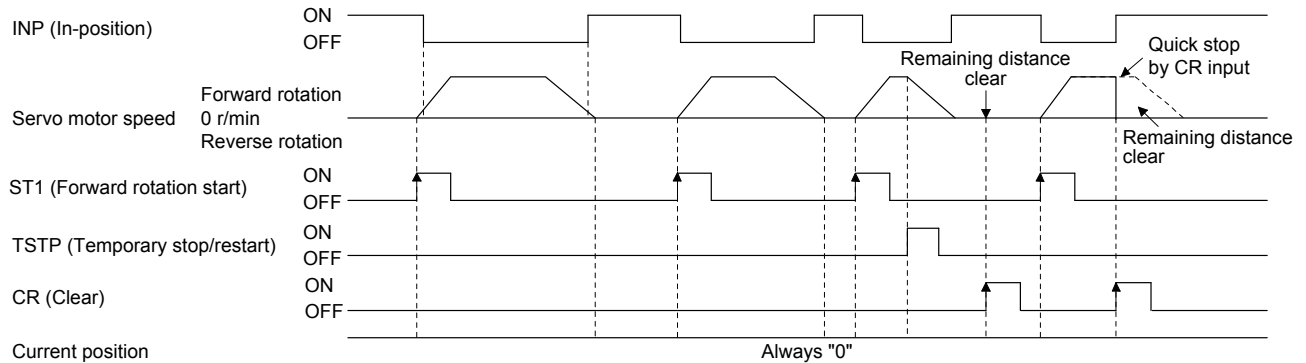 INP (In-position)
ON
OFF
Remaining distance
clear
Quick stop
by CR input
Servo motor speed
Forward rotation
0 r/min
Reverse rotation
Remaining distance
clear
ST1 (Forward rotation start)
ON
OFF
TSTP (Temporary stop/restart)
ON
OFF
CR (Clear)
ON
OFF
Current position
Always "0"